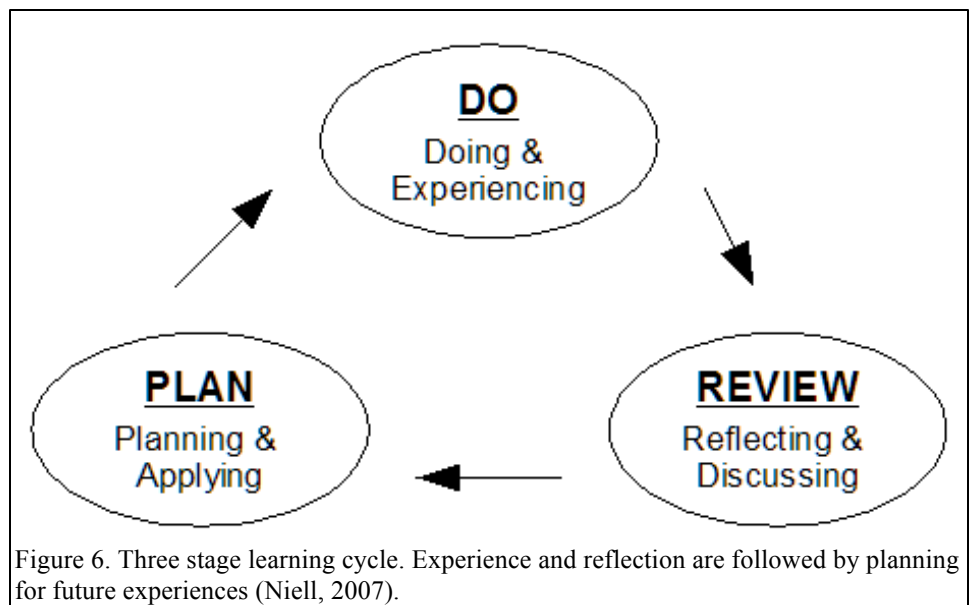 DO
Doing &
Experiencing
PLAN
Planning &
Applying
REVIEW
Reflecting &
Discussing
Figure 6. Three stage learning cycle. Experience and reflection are followed by planning
for future experiences (Niell, 2007).